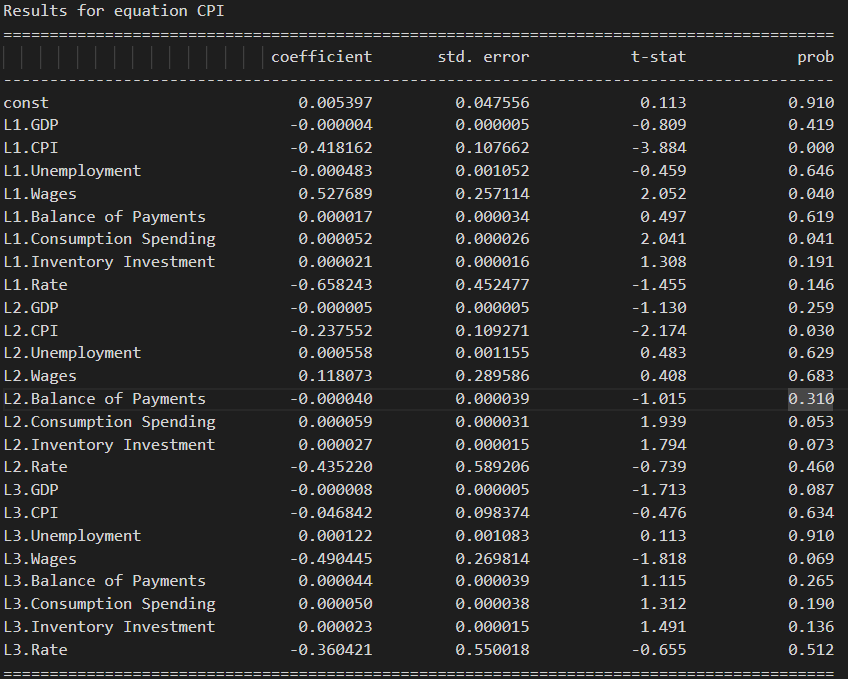 Results for equation CPI
==========================================================================================
coefficient std. error t-stat prob
------------------------------------------------------------------------------------------
const 0.005397 0.047556 0.113 0.910
L1.GDP -0.000004 0.000005 -0.809 0.419
L1.CPI -0.418162 0.107662 -3.884 0.000
L1.Unemployment -0.000483 0.001052 -0.459 0.646
L1.Wages 0.527689 0.257114 2.052 0.040
L1.Balance of Payments 0.000017 0.000034 0.497 0.619
L1.Consumption Spending 0.000052 0.000026 2.041 0.041
L1.Inventory Investment 0.000021 0.000016 1.308 0.191
L1.Rate -0.658243 0.452477 -1.455 0.146
L2.GDP -0.000005 0.000005 -1.130 0.259
L2.CPI -0.237552 0.109271 -2.174 0.030
L2.Unemployment 0.000558 0.001155 0.483 0.629
L2.Wages 0.118073 0.289586 0.408 0.683
L2.Balance of Payments -0.000040 0.000039 -1.015 0.310
L2.Consumption Spending 0.000059 0.000031 1.939 0.053
L2.Inventory Investment 0.000027 0.000015 1.794 0.073
L2.Rate -0.435220 0.589206 -0.739 0.460
L3.GDP -0.000008 0.000005 -1.713 0.087
L3.CPI -0.046842 0.098374 -0.476 0.634
L3.Unemployment 0.000122 0.001083 0.113 0.910
L3.Wages -0.490445 0.269814 -1.818 0.069
L3.Balance of Payments 0.000044 0.000039 1.115 0.265
L3.Consumption Spending 0.000050 0.000038 1.312 0.190
L3.Inventory Investment 0.000023 0.000015 1.491 0.136
L3.Rate -0.360421 0.550018 -0.655 0.512
==========================================================================================